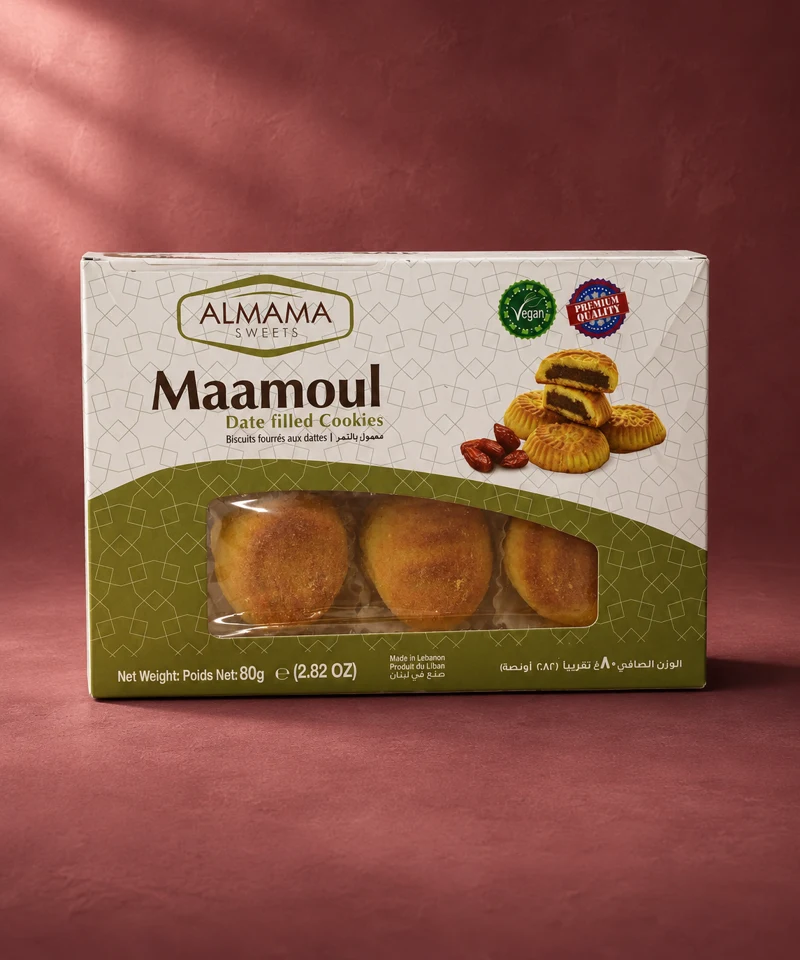 ALMAMA
SWEETS
Vegan
PREMIUM
QUALITY
Maamoul
Date filled Cookies
Biscuits fourrés aux dattes | معمول بالتمر
Net Weight: Poids Net: 80g ℮ (2.82 OZ)
Made in Lebanon
Produit du Liban
صنع في لبنان
الوزن الصافي ٨٠غ تقريباً (٢،٨٢ أونصة)